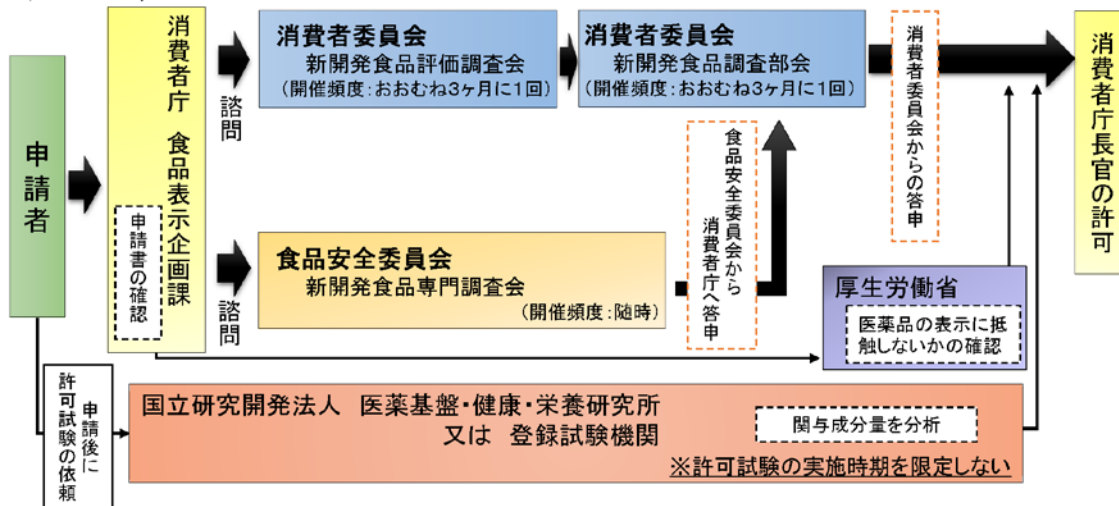 申請者
消費者庁 食品表示企画課
申請書の確認
諮問
消費者委員会
新開発食品評価調査会
(開催頻度:おおむね3ヶ月に1回)
消費者委員会
新開発食品調査部会
(開催頻度:おおむね3ヶ月に1回)
消費者委員会からの答申
消費者庁長官の許可
諮問
食品安全委員会
新開発食品専門調査会
(開催頻度:随時)
食品安全委員会から
消費者庁へ答申
厚生労働省
医薬品の表示に抵
触しないかの確認
申請後に
許可試験の依頼
国立研究開発法人 医薬基盤・健康・栄養研究所
又は 登録試験機関
関与成分量を分析
※許可試験の実施時期を限定しない